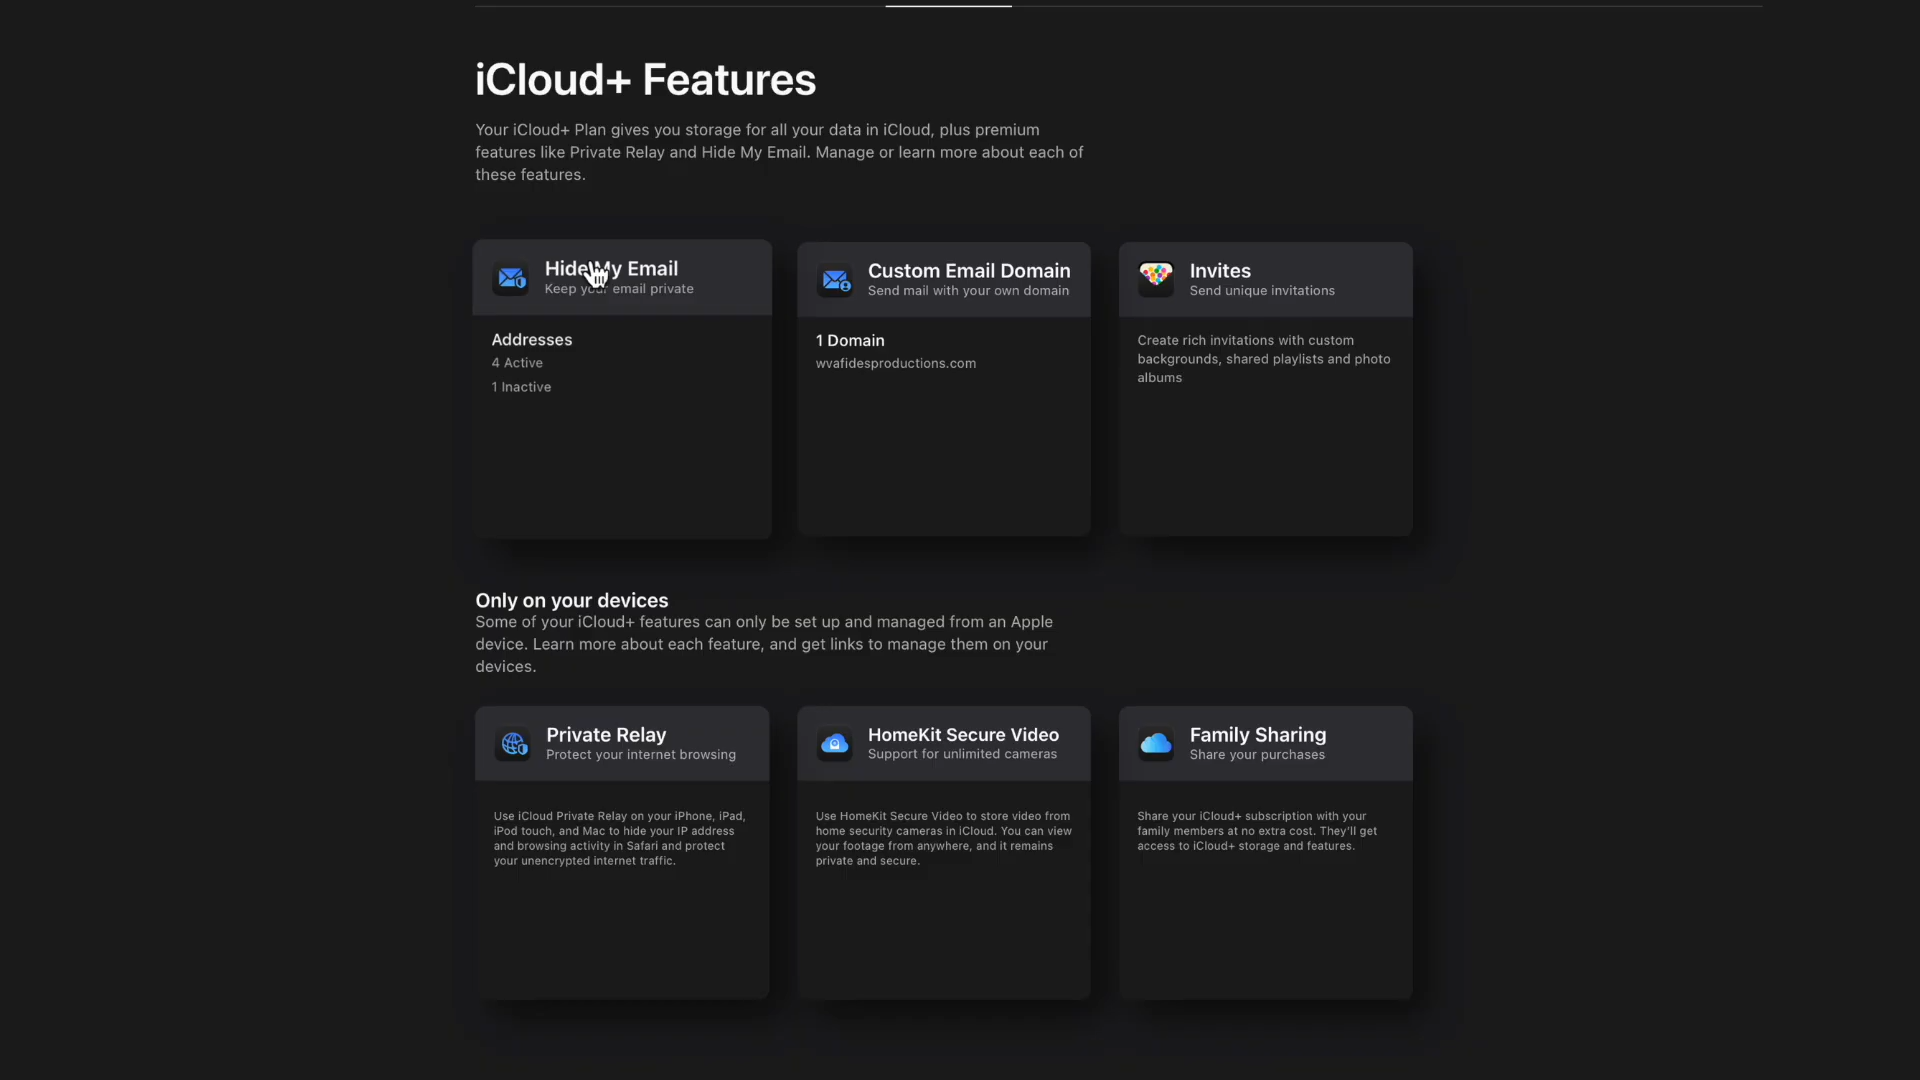 iCloud+ Features
Your iCloud+ Plan gives you storage for all your data in iCloud, plus premium
features like Private Relay and Hide My Email. Manage or learn more about each of
these features.
Hide My Email
Keep your email private
Addresses
4 Active
1 Inactive
Custom Email Domain
Send mail with your own domain
1 Domain
wvafidesproductions.com
Invites
Send unique invitations
Create rich invitations with custom
backgrounds, shared playlists and photo
albums
Only on your devices
Some of your iCloud+ features can only be set up and managed from an Apple
device. Learn more about each feature, and get links to manage them on your
devices.
Private Relay
Protect your internet browsing
Use iCloud Private Relay on your iPhone, iPad,
iPod touch, and Mac to hide your IP address
and browsing activity in Safari and protect
your unencrypted internet traffic.
HomeKit Secure Video
Support for unlimited cameras
Use HomeKit Secure Video to store video from
home security cameras in iCloud. You can view
your footage from anywhere, and it remains
private and secure.
Family Sharing
Share your purchases
Share your iCloud+ subscription with your
family members at no extra cost. They'll get
access to iCloud+ storage and features.